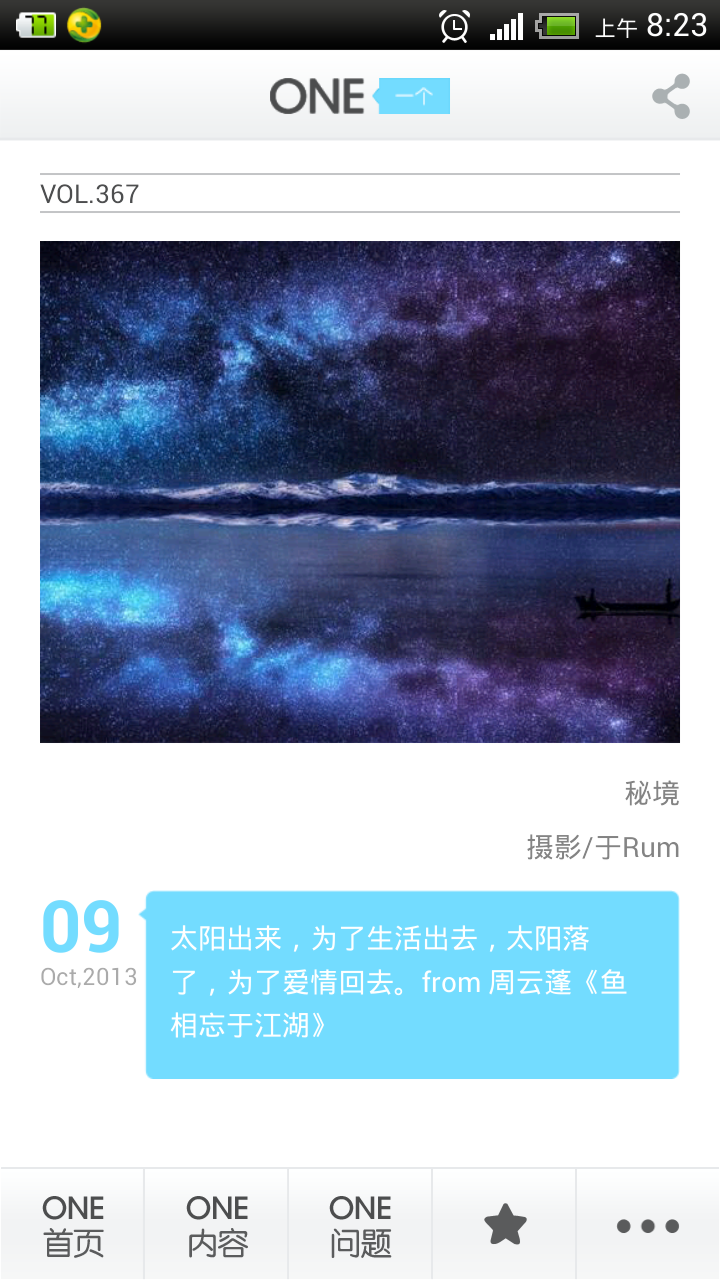 77
上午 8:23
ONE 一个
VOL.367
秘境
摄影/于Rum
09
Oct,2013
太阳出来，为了生活出去，太阳落
了，为了爱情回去。from 周云蓬《鱼
相忘于江湖》
ONE ONE ONE
首页 内容 问题